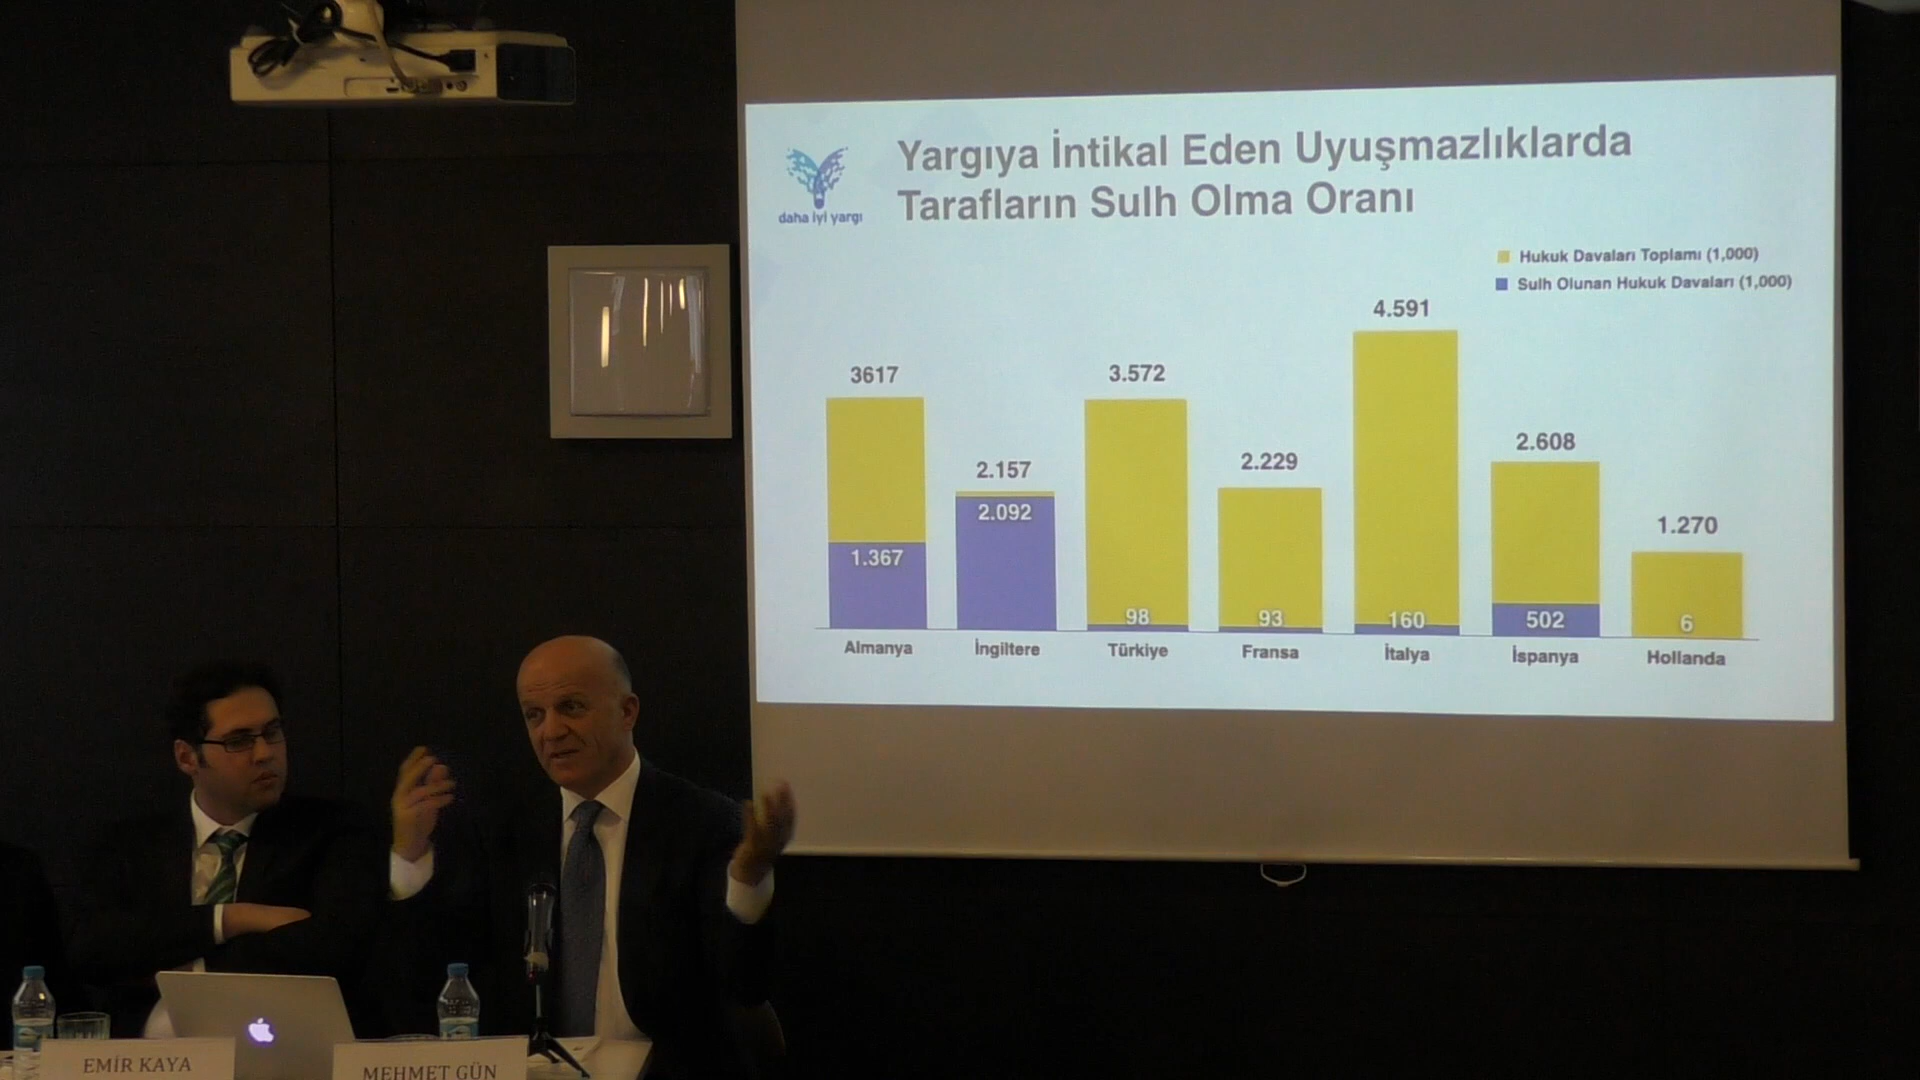 daha iyi yargı
Yargıya İntikal Eden Uyuşmazlıklarda
Tarafların Sulh Olma Oranı
Hukuk Davaları Toplamı (1,000)
Sulh Olunan Hukuk Davaları (1,000)
3617
2.157
3.572
2.229
4.591
2.608
1.270
1.367
2.092
98
93
160
502
6
Almanya
İngiltere
Türkiye
Fransa
İtalya
İspanya
Hollanda
EMİR KAYA
MEHMET GÜN